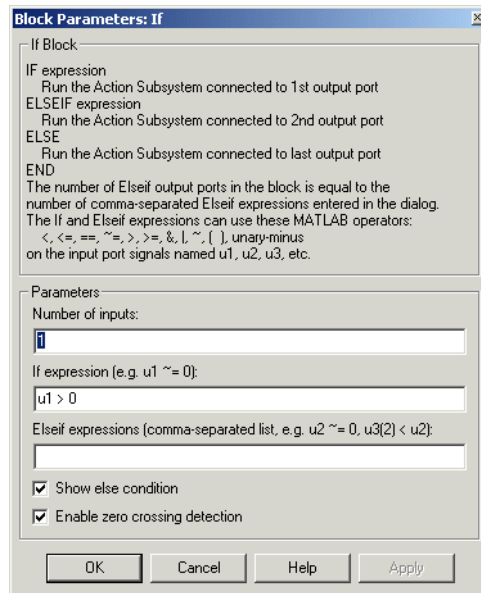 Block Parameters: If
If Block
IF expression
Run the Action Subsystem connected to 1st output port
ELSEIF expression
Run the Action Subsystem connected to 2nd output port
ELSE
Run the Action Subsystem connected to last output port
END
The number of Elseif output ports in the block is equal to the
number of comma-separated Elseif expressions entered in the dialog.
The If and Elseif expressions can use these MATLAB operators:
<, <=, ==, ~=, >, >=, &, |, ~, ( ), unary-minus
on the input port signals named u1, u2, u3, etc.
Parameters
Number of inputs:
1
If expression (e.g. u1 ~= 0):
u1 > 0
Elseif expressions (comma-separated list, e.g. u2 ~= 0, u3(2) < u2):
Show else condition
Enable zero crossing detection
OK Cancel Help Apply